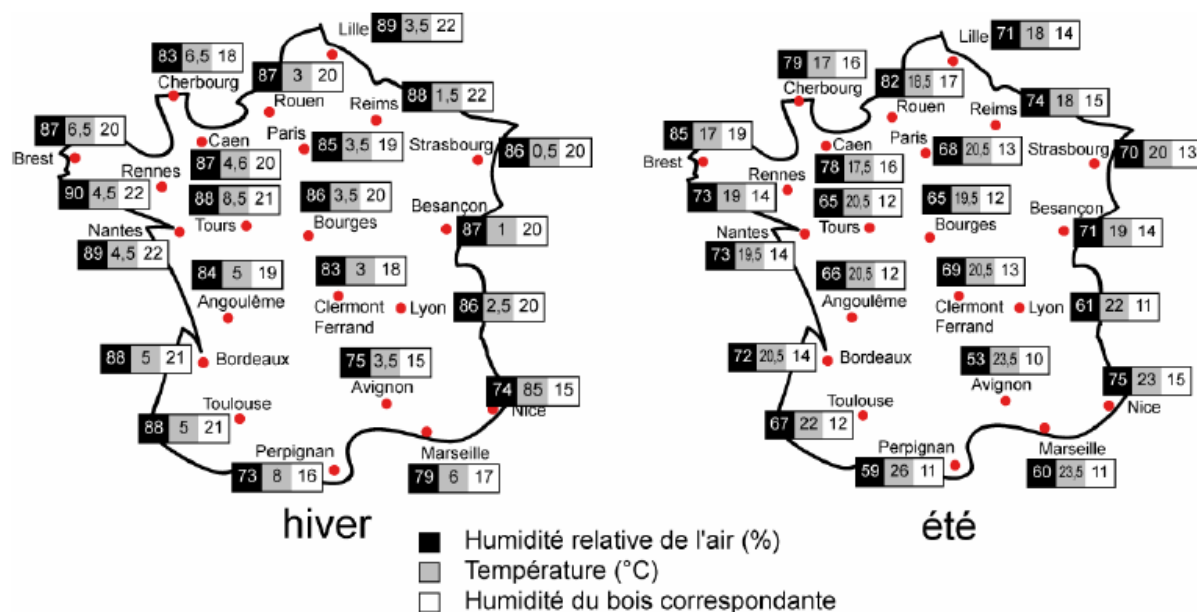 Lille 89 3,5 22
83 6,5 18
Cherbourg
87 3 20
Rouen
Reims
88 1,5 22
87 6,5 20
Brest
Caen
87 4,6 20
Paris
85 3,5 19
Strasbourg
86 0,5 20
Rennes
90 4,5 22
88 8,5 21
Tours
86 3,5 20
Bourges
Besançon
87 1 20
Nantes
89 4,5 22
84 5 19
Angoulême
83 3 18
Clermont
Ferrand
Lyon
86 2,5 20
88 5 21
Bordeaux
75 3,5 15
Avignon
74 85 15
Nice
Toulouse
88 5 21
Perpignan
73 8 16
Marseille
79 6 17
hiver
Lille
71 18 14
79 17 16
Cherbourg
82 18,5 17
Rouen
Reims
74 18 15
85 17 19
Brest
Caen
78 17,5 16
Paris
68 20,5 13
Strasbourg
70 20 13
Rennes
73 19 14
65 20,5 12
Tours
65 19,5 12
Bourges
Besançon
71 19 14
Nantes
73 19,5 14
66 20,5 12
Angoulême
69 20,5 13
Clermont
Ferrand
Lyon
61 22 11
72 20,5 14
Bordeaux
53 23,5 10
Avignon
75 23 15
Nice
Toulouse
67 22 12
Perpignan
59 26 11
Marseille
60 23,5 11
été
Humidité relative de l'air (%)
Température (°C)
Humidité du bois correspondante